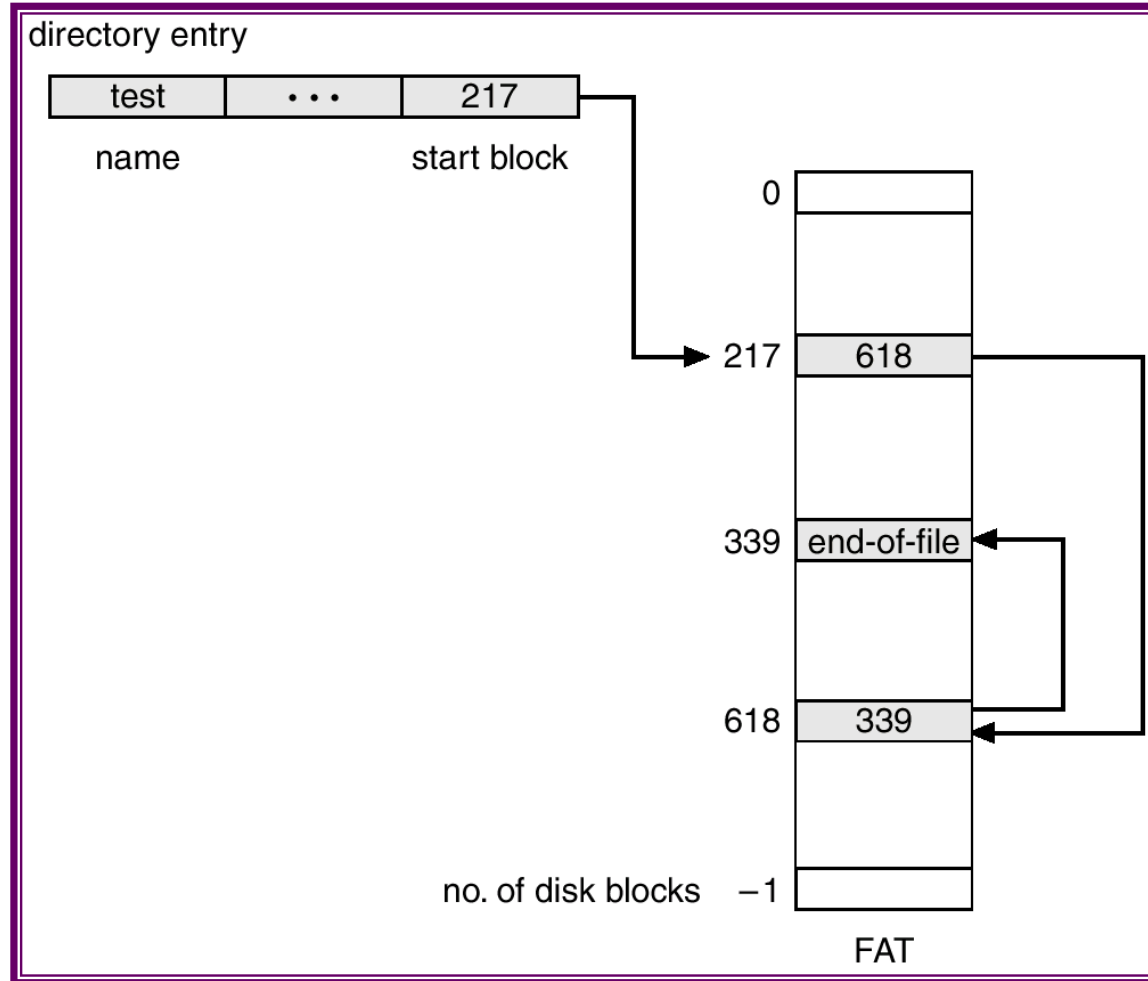 directory entry
test • • • 217
name start block
0
217 618
339 end-of-file
618 339
no. of disk blocks –1
FAT